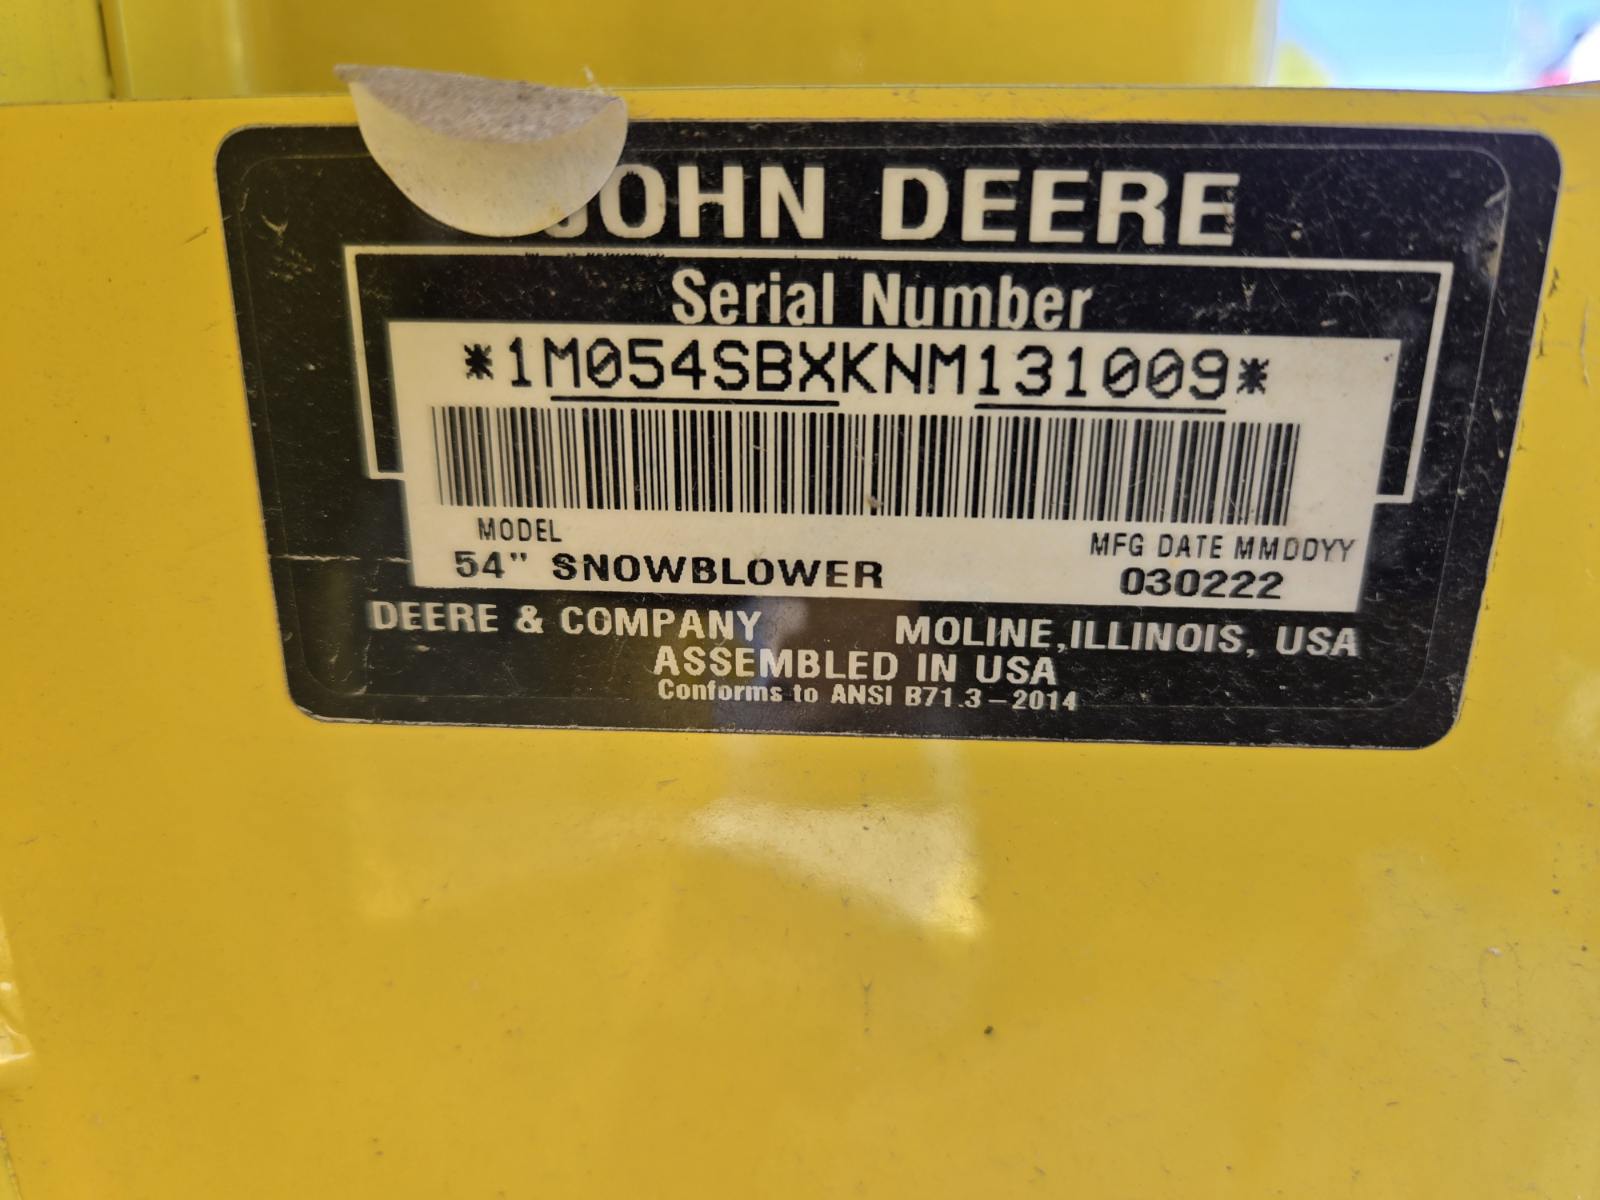 JOHN DEERE
Serial Number
*1M054SBXKNM131009*
MODEL
54" SNOWBLOWER
MFG DATE MMDDYY
030222
DEERE & COMPANY MOLINE, ILLINOIS, USA
ASSEMBLED IN USA
Conforms to ANSI B71.3-2014